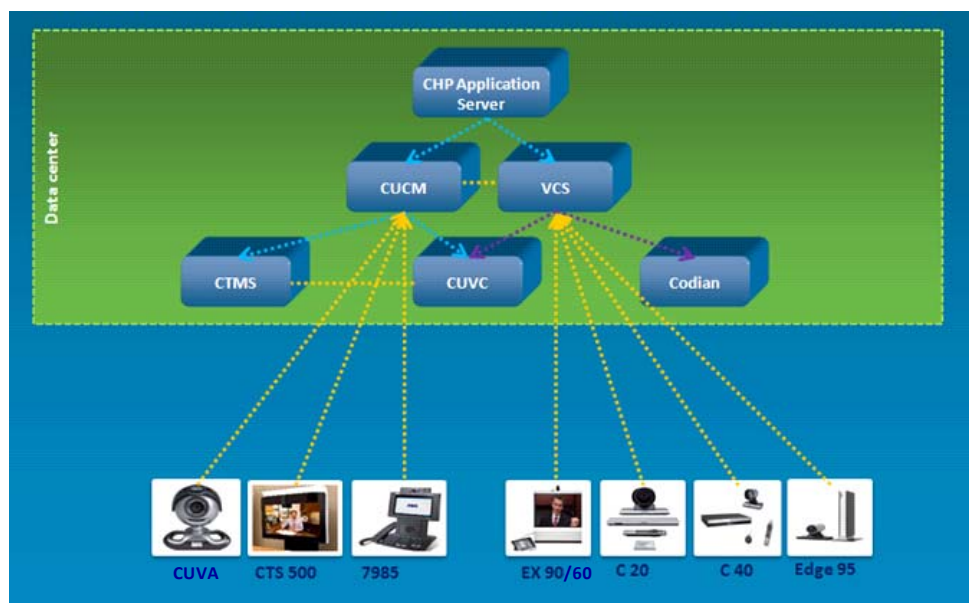 CHP Application
Server
Data center
CUCM
VCS
CTMS
CUVC
Codian
CUVA
CTS 500
7985
EX 90/60
C 20
C 40
Edge 95